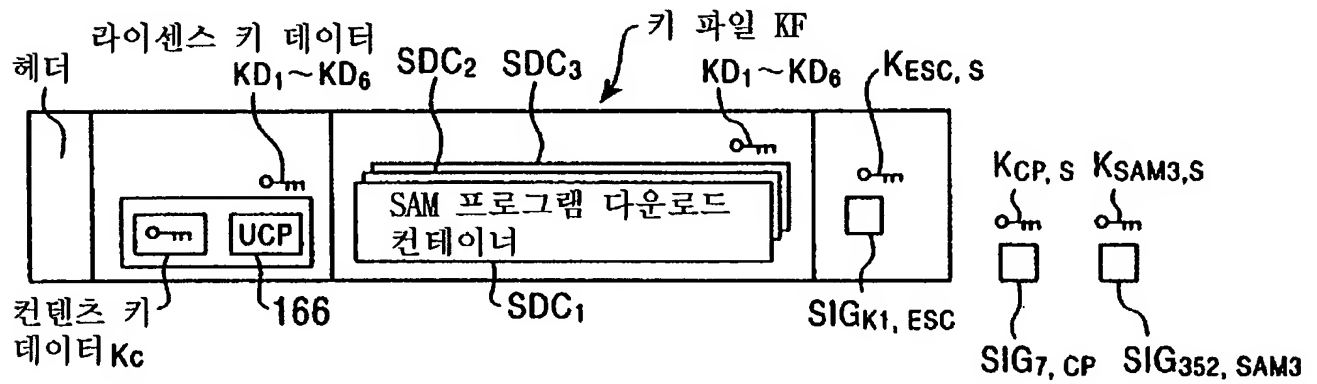 헤더
라이센스 키 데이터
KD1~KD6
SDC2
SDC3
키 파일 KF
KD1~KD6
KESC, S
KCP, S
KSAM3,S
SAM 프로그램 다운로드
컨테이너
UCP
컨텐츠 키
데이터Kc
166
SDC1
SIGK1, ESC
SIG7, CP
SIG352, SAM3